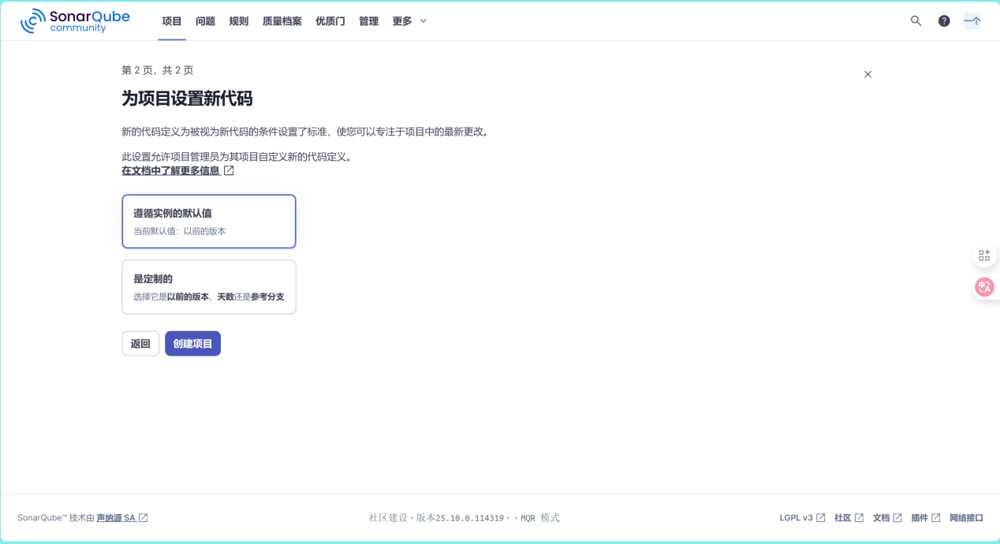 SonarQube
community
项目 问题 规则 质量档案 优质门 管理 更多
? 一个
第 2 页，共 2 页
为项目设置新代码
新的代码定义为被视为新代码的条件设置了标准，使您可以专注于项目中的最新更改。
此设置允许项目管理员为其项目自定义新的代码定义。
在文档中了解更多信息
遵循实例的默认值
当前默认值：以前的版本
是定制的
选择它是以前的版本、天数还是参考分支
返回 创建项目
中 A
SonarQube™ 技术由 声纳源 SA 社区建设 • 版本25.10.0.114319 • • MQR 模式 LGPL v3 社区 文档 插件 网络接口